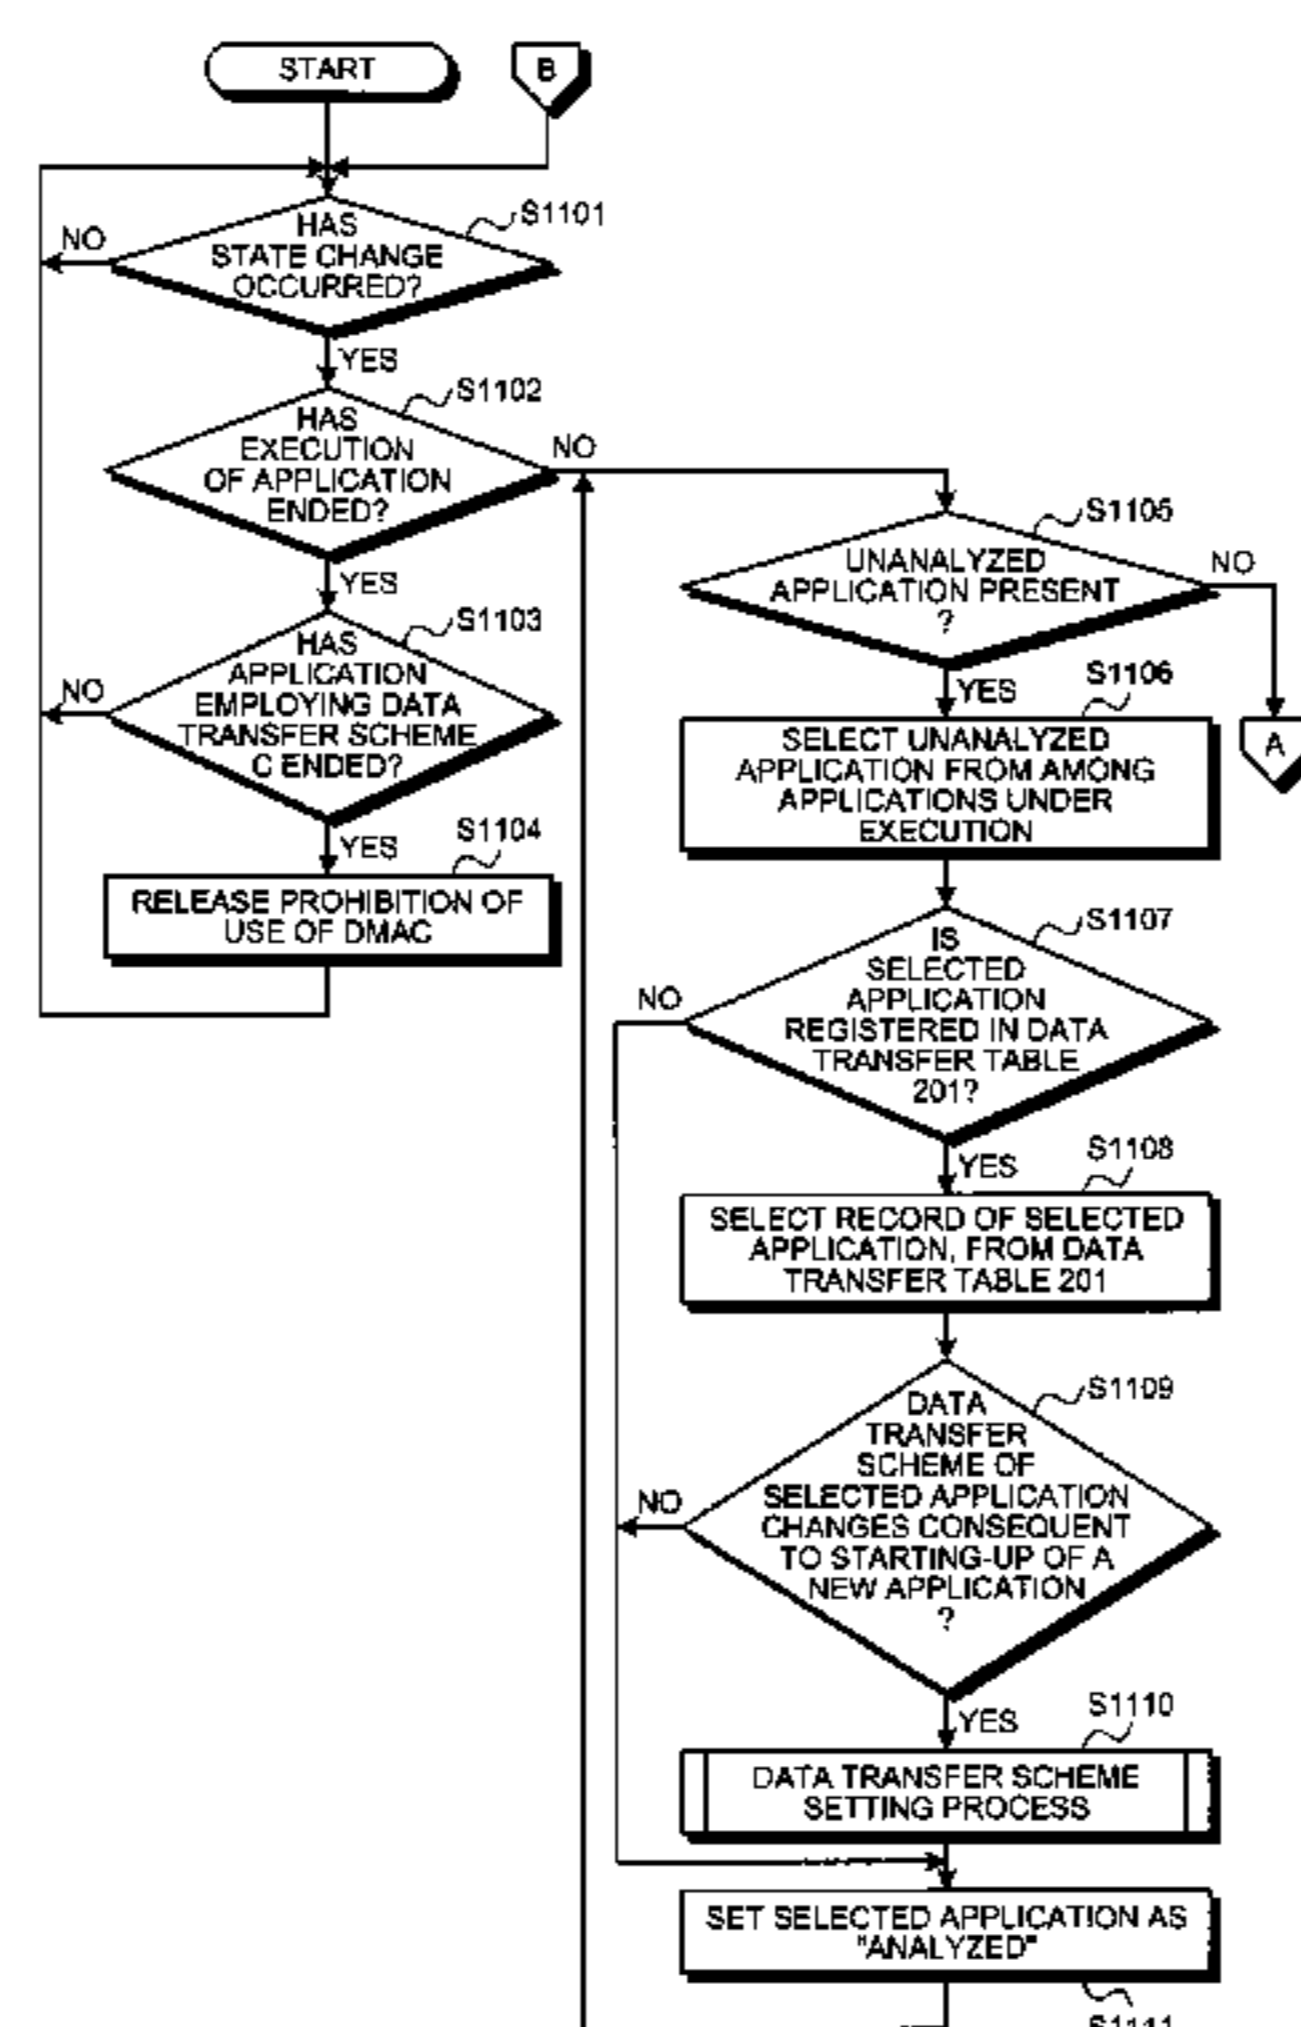 START
B
HAS
STATE CHANGE
OCCURRED?
S1101
NO
YES
HAS
EXECUTION
OF APPLICATION
ENDED?
S1102
NO
YES
HAS
APPLICATION
EMPLOYING DATA
TRANSFER SCHEME
C ENDED?
S1103
NO
YES
S1104
RELEASE PROHIBITION OF
USE OF DMAC
S1105
UNANALYZED
APPLICATION PRESENT
?
NO
A
YES
S1106
SELECT UNANALYZED
APPLICATION FROM AMONG
APPLICATIONS UNDER
EXECUTION
S1107
IS
SELECTED
APPLICATION
REGISTERED IN DATA
TRANSFER TABLE
201?
NO
YES
S1108
SELECT RECORD OF SELECTED
APPLICATION, FROM DATA
TRANSFER TABLE 201
S1109
DATA
TRANSFER
SCHEME OF
SELECTED APPLICATION
CHANGES CONSEQUENT
TO STARTING-UP OF A
NEW APPLICATION
?
NO
YES
S1110
DATA TRANSFER SCHEME
SETTING PROCESS
SET SELECTED APPLICATION AS
"ANALYZED"
S1111